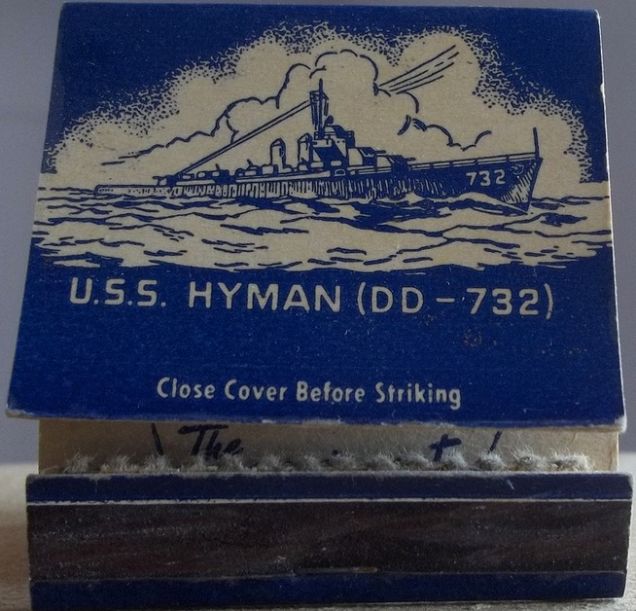 732
U.S.S. HYMAN (DD - 732)
Close Cover Before Striking
The